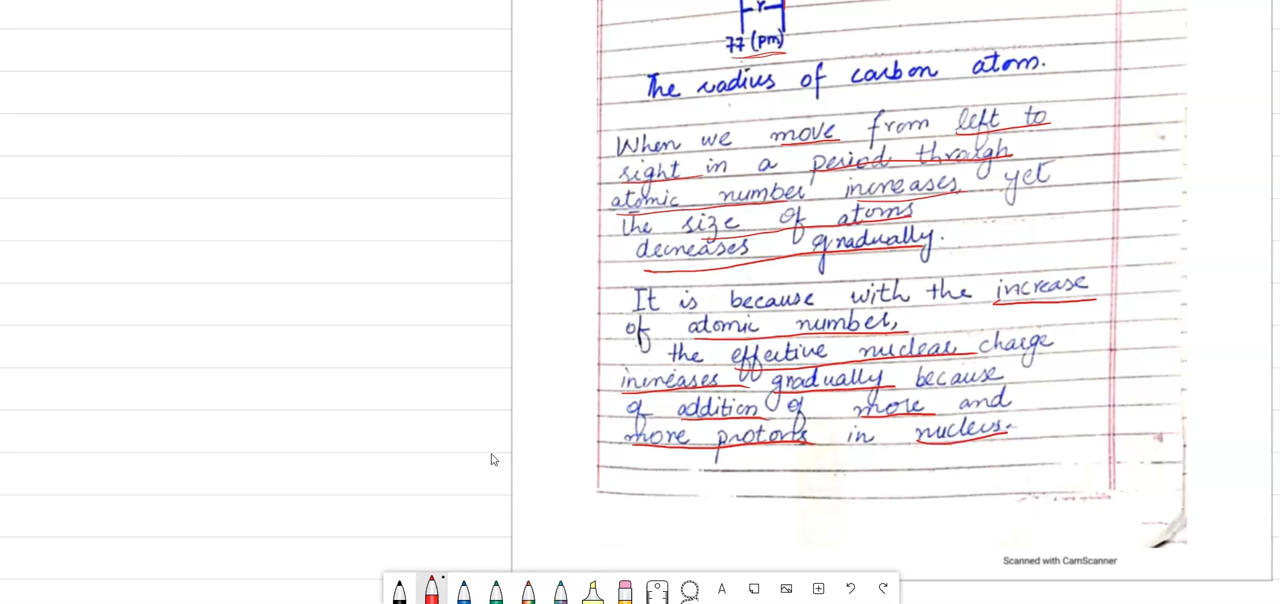 r
77 (pm)
The radius of carbon atom.
When we move from left to
right in a period through
atomic number increases yet
the size of atoms
decreases gradually.
It is because with the increase
of atomic number,
the effective nuclear charge
increases gradually because
of addition of more and
more protons in nucleus.
Scanned with CamScanner
A